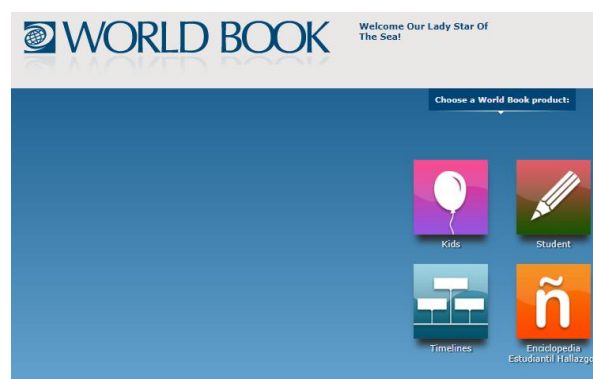 WORLD BOOK
Welcome Our Lady Star Of
The Sea!
Choose a World Book product:
Kids
Student
Timelines
ñ
Enciclopedia
Estudiantil Hallazgo